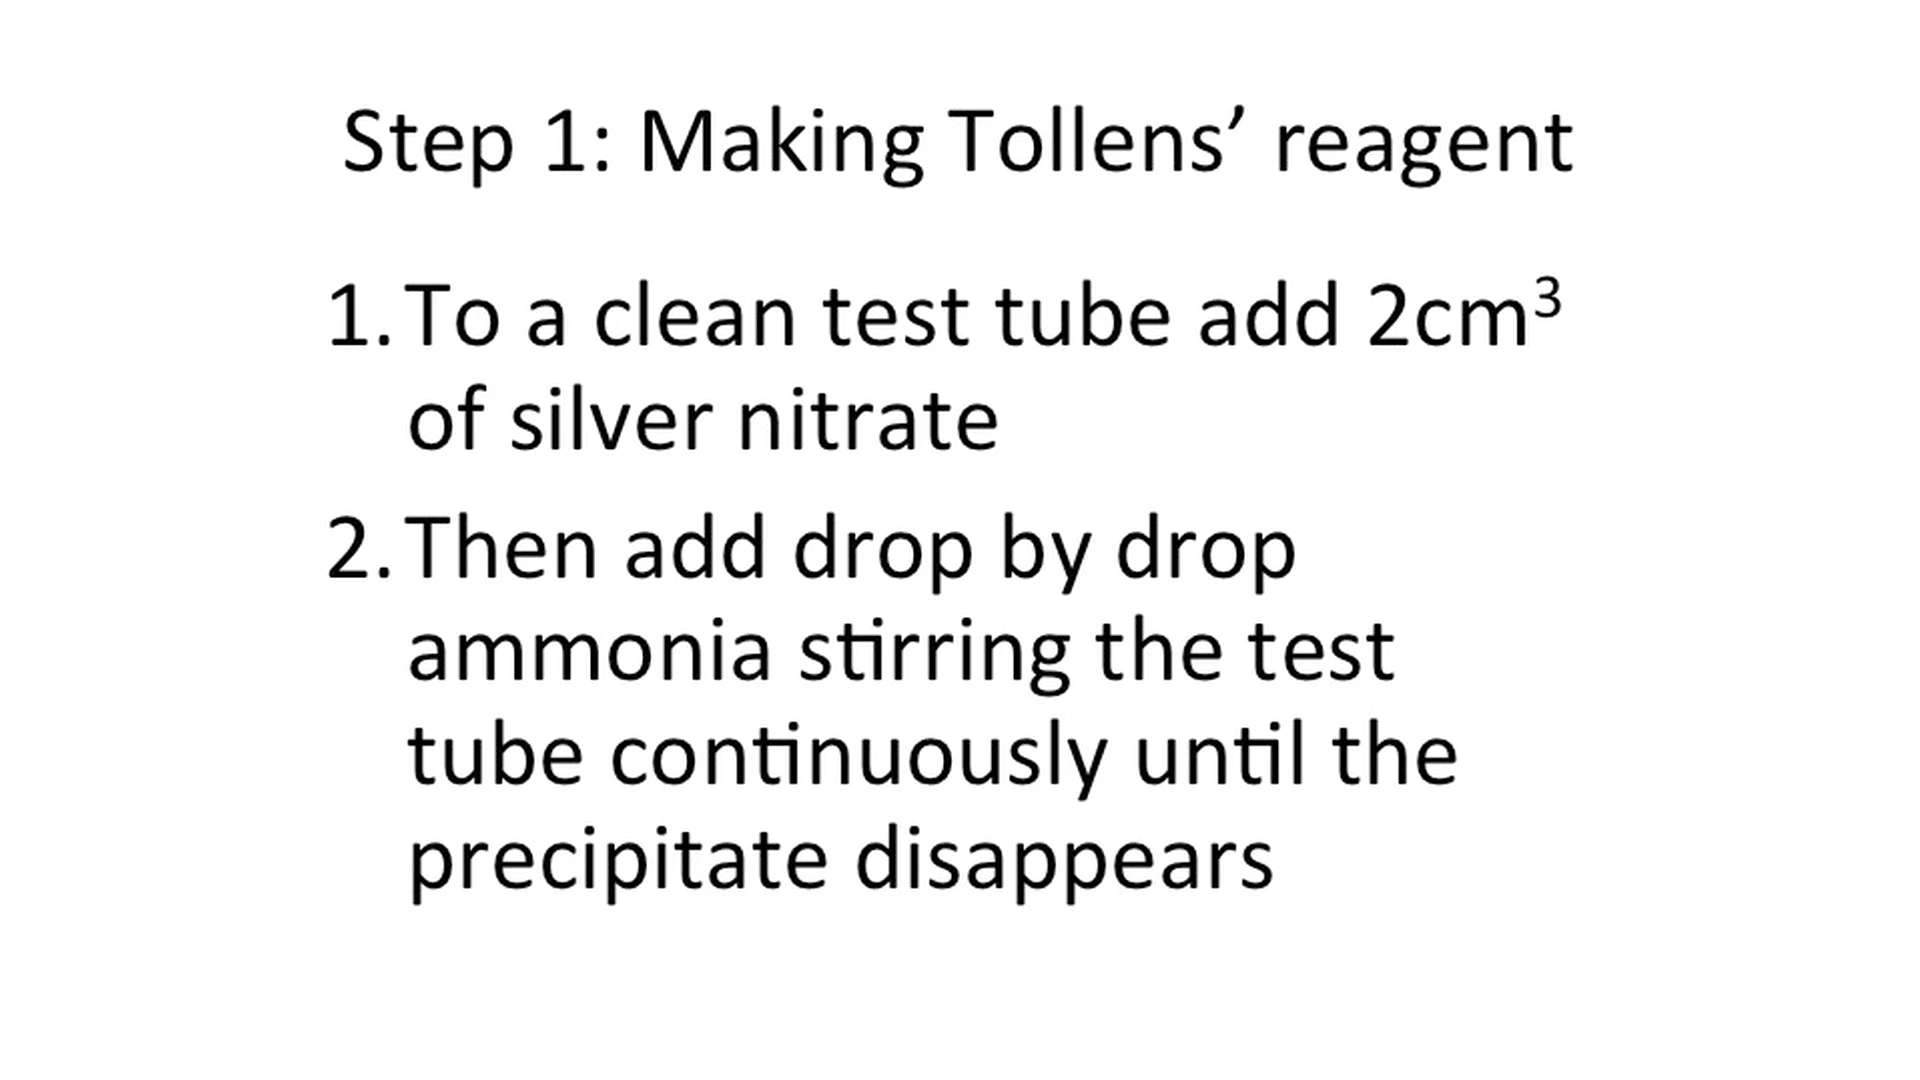 Step 1: Making Tollens’ reagent
1. To a clean test tube add 2cm³
of silver nitrate
2. Then add drop by drop
ammonia stirring the test
tube continuously until the
precipitate disappears